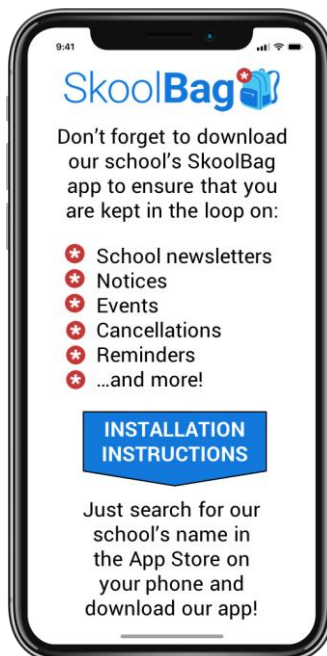 9:41
SkoolBag
Don't forget to download
our school's SkoolBag
app to ensure that you
are kept in the loop on:
School newsletters
Notices
Events
Cancellations
Reminders
...and more!
INSTALLATION
INSTRUCTIONS
Just search for our
school's name in
the App Store on
your phone and
download our app!